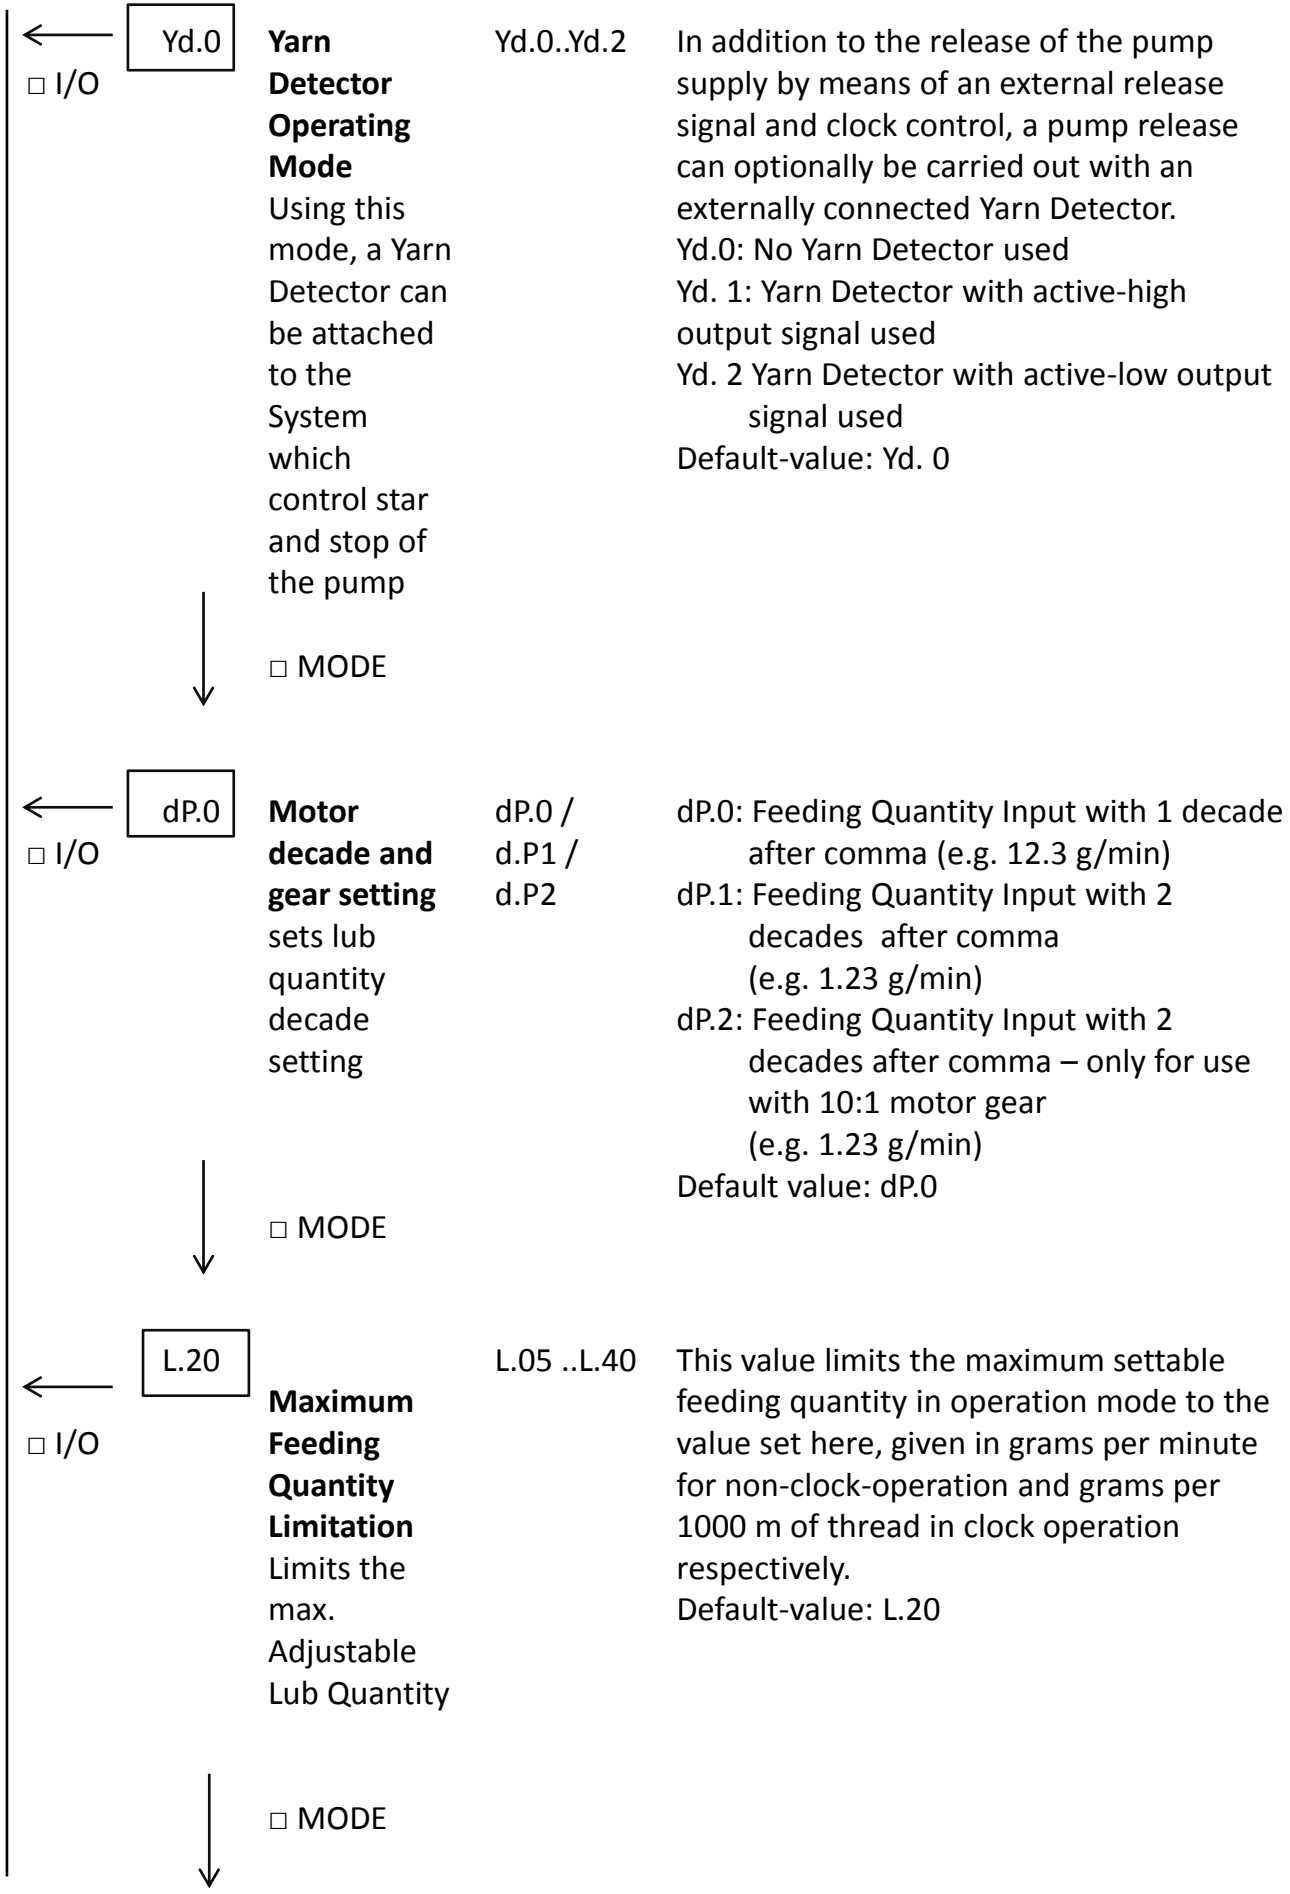 Yd.0
□ I/O
Yarn
Detector
Operating
Mode
Using this
mode, a Yarn
Detector can
be attached
to the
System
which
control star
and stop of
the pump
Yd.0..Yd.2
In addition to the release of the pump
supply by means of an external release
signal and clock control, a pump release
can optionally be carried out with an
externally connected Yarn Detector.
Yd.0: No Yarn Detector used
Yd. 1: Yarn Detector with active-high
output signal used
Yd. 2 Yarn Detector with active-low output
signal used
Default-value: Yd. 0
□ MODE
dP.0
□ I/O
Motor
decade and
gear setting
sets lub
quantity
decade
setting
dP.0 /
d.P1 /
d.P2
dP.0: Feeding Quantity Input with 1 decade
after comma (e.g. 12.3 g/min)
dP.1: Feeding Quantity Input with 2
decades after comma
(e.g. 1.23 g/min)
dP.2: Feeding Quantity Input with 2
decades after comma – only for use
with 10:1 motor gear
(e.g. 1.23 g/min)
Default value: dP.0
□ MODE
L.20
□ I/O
Maximum
Feeding
Quantity
Limitation
Limits the
max.
Adjustable
Lub Quantity
L.05 ..L.40
This value limits the maximum settable
feeding quantity in operation mode to the
value set here, given in grams per minute
for non-clock-operation and grams per
1000 m of thread in clock operation
respectively.
Default-value: L.20
□ MODE